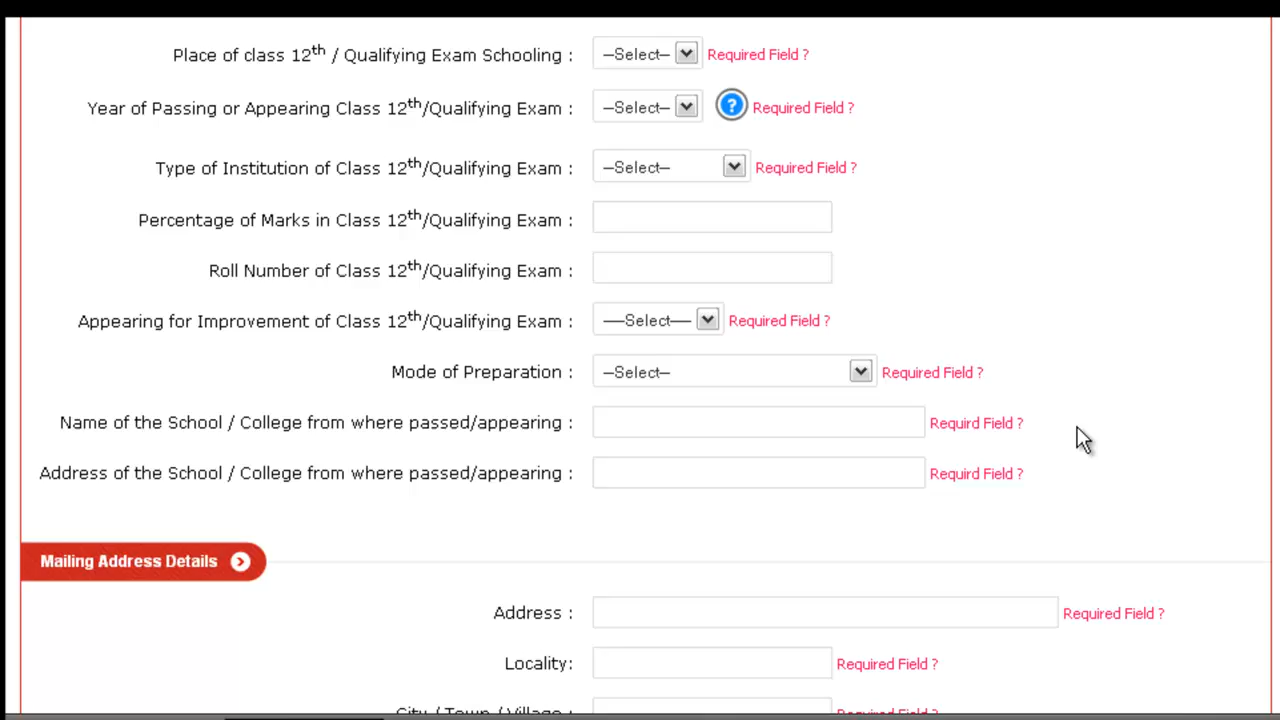 Place of class 12th / Qualifying Exam Schooling : --Select-- Required Field ?
Year of Passing or Appearing Class 12th/Qualifying Exam : --Select-- ? Required Field ?
Type of Institution of Class 12th/Qualifying Exam : --Select-- Required Field ?
Percentage of Marks in Class 12th/Qualifying Exam :
Roll Number of Class 12th/Qualifying Exam :
Appearing for Improvement of Class 12th/Qualifying Exam : ----Select---- Required Field ?
Mode of Preparation : --Select-- Required Field ?
Name of the School / College from where passed/appearing : Requird Field ?
Address of the School / College from where passed/appearing : Requird Field ?
Mailing Address Details
Address : Required Field ?
Locality: Required Field ?
City / Town / Village : Required Field ?